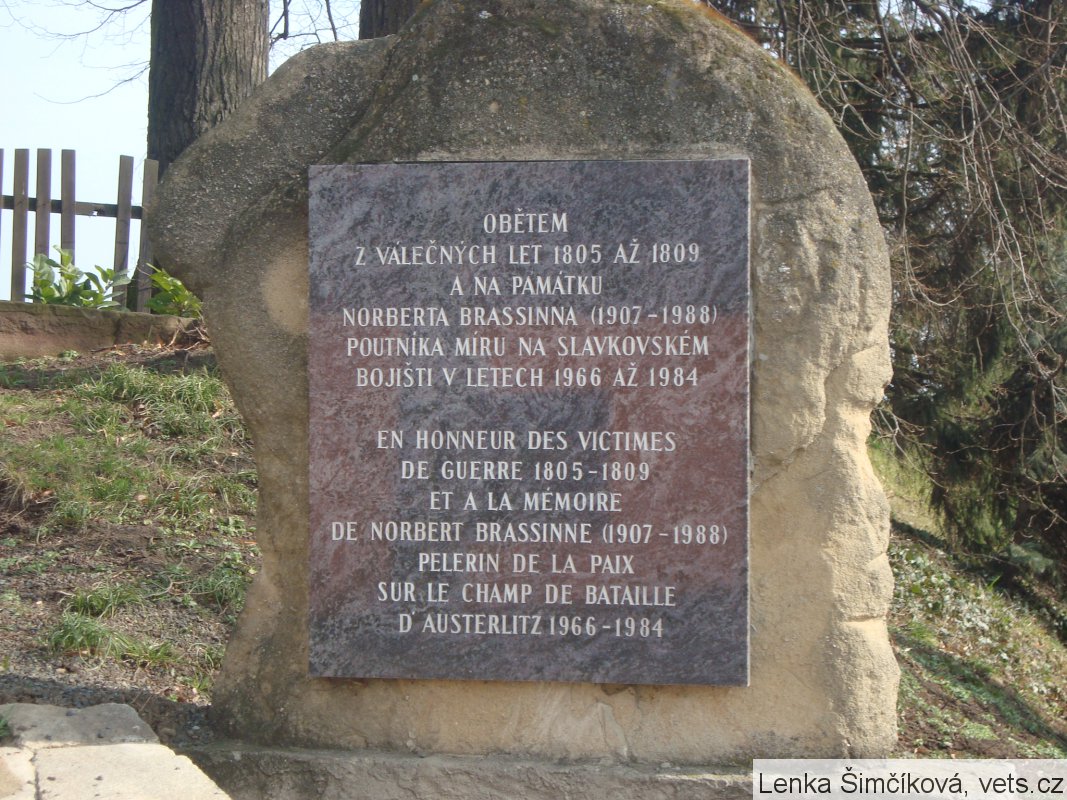 OBĚTEM
Z VÁLEČNÝCH LET 1805 AŽ 1809
A NA PAMÁTKU
NORBERTA BRASSINNA (1907-1988)
POUTNÍKA MÍRU NA SLAVKOVSKÉM
BOJIŠTI V LETECH 1966 AŽ 1984
EN HONNEUR DES VICTIMES
DE GUERRE 1805-1809
ET A LA MÉMOIRE
DE NORBERT BRASSINNE (1907-1988)
PELERIN DE LA PAIX
SUR LE CHAMP DE BATAILLE
D'AUSTERLITZ 1966-1984
Lenka Šimčíková, vets.cz